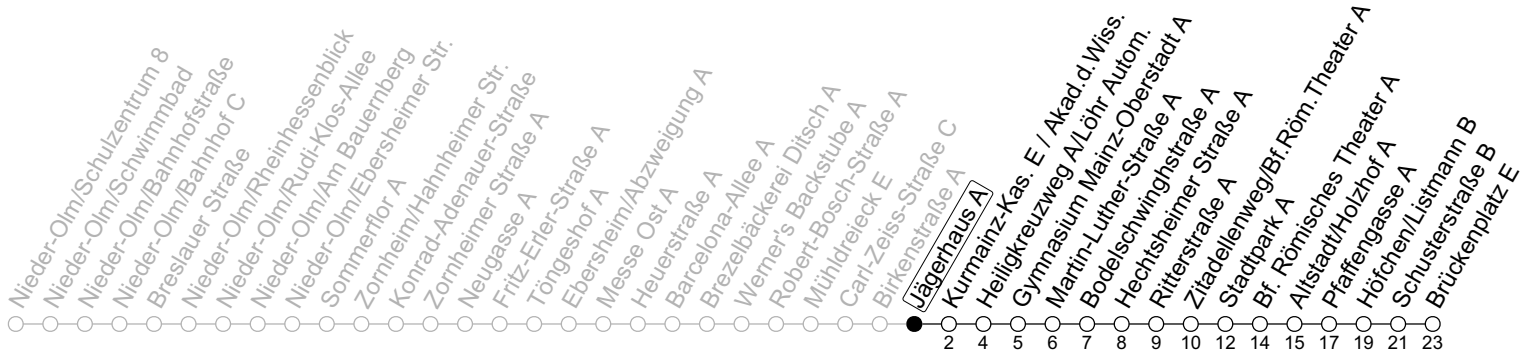 Nieder-Olm/Schulzentrum 8
Nieder-Olm/Schwimmbad
Nieder-Olm/Bahnhofstraße
Nieder-Olm/Bahnhof C
Breslauer Straße
Nieder-Olm/Rheinhessenblick
Nieder-Olm/Rudi-Klos-Allee
Nieder-Olm/Am Bauernberg
Nieder-Olm/Ebersheimer Str.
Sommerflor A
Zornheim/Hahnheimer Str.
Konrad-Adenauer-Straße
Zornheimer Straße A
Neugasse A
Fritz-Erler-Straße A
Töngeshof A
Ebersheim/Abzweigung A
Messe Ost A
Heuerstraße A
Barcelona-Allee A
Brezelbäckerei Ditsch A
Werner's Backstube A
Robert-Bosch-Straße A
Mühldreieck E
Carl-Zeiss-Straße C
Birkenstraße A
Jägerhaus A
Kurmainz-Kas. E / Akad.d.Wiss.
Heiligkreuzweg A/Löhr Autom.
Gymnasium Mainz-Oberstadt A
Martin-Luther-Straße A
Bodelschwinghstraße A
Hechtsheimer Straße A
Ritterstraße A
Zitadellenweg/Bf.Röm.Theater A
Stadtpark A
Bf. Römisches Theater A
Altstadt/Holzhof A
Pfaffengasse A
Höfchen/Listmann B
Schusterstraße B
Brückenplatz E
2 4 5 6 7 8 9 10 12 14 15 17 19 21 23